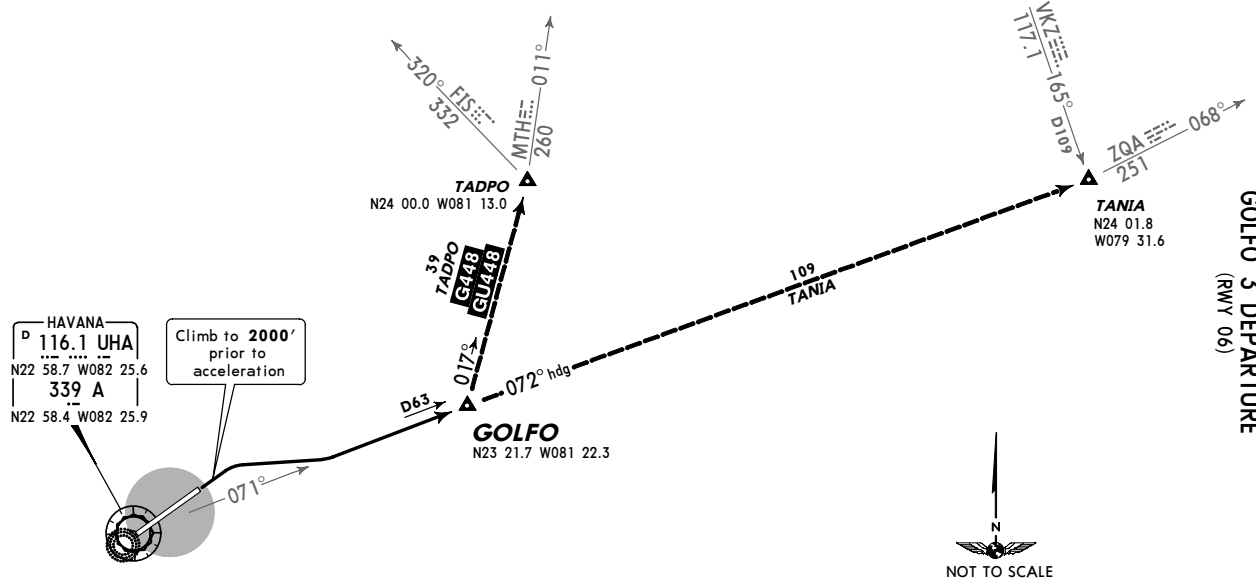 GOLFO 3 DEPARTURE
(RWY 06)
320° FIS
332
MTH 011°
260
TADPO
N24 00.0 W081 13.0
VKZ 165°
117.1
D109
ZQA 068°
251
TANIA
N24 01.8
W079 31.6
39
TADPO
G448
GU448
017°
109
TANIA
072° hdg
HAVANA
D 116.1 UHA
N22 58.7 W082 25.6
339 A
N22 58.4 W082 25.9
Climb to 2000'
prior to
acceleration
D63
GOLFO
N23 21.7 W081 22.3
071°
N
NOT TO SCALE